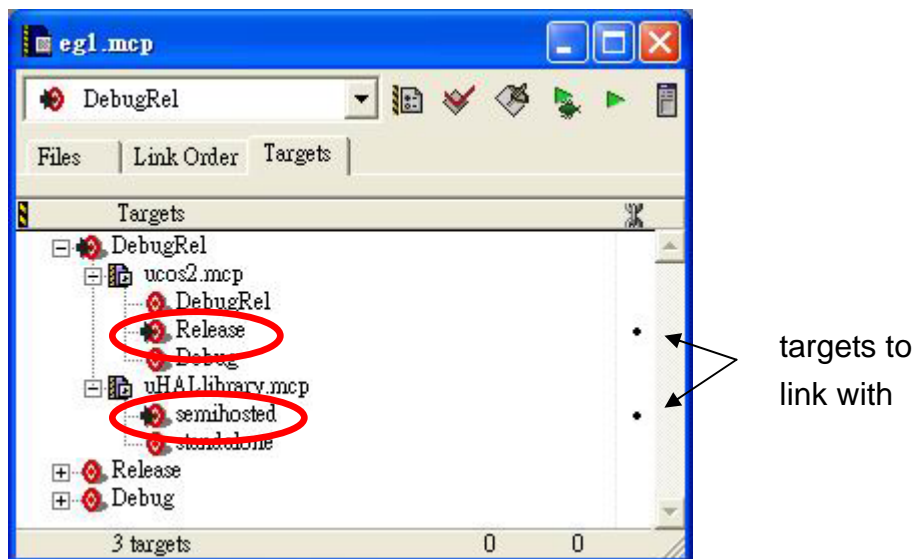 eg1.mcp
DebugRel
Files Link Order Targets
Targets
DebugRel
ucos2.mcp
DebugRel
Release
Debug
uHALlibrary.mcp
semihosted
standalone
Release
Debug
3 targets 0 0
targets to
link with